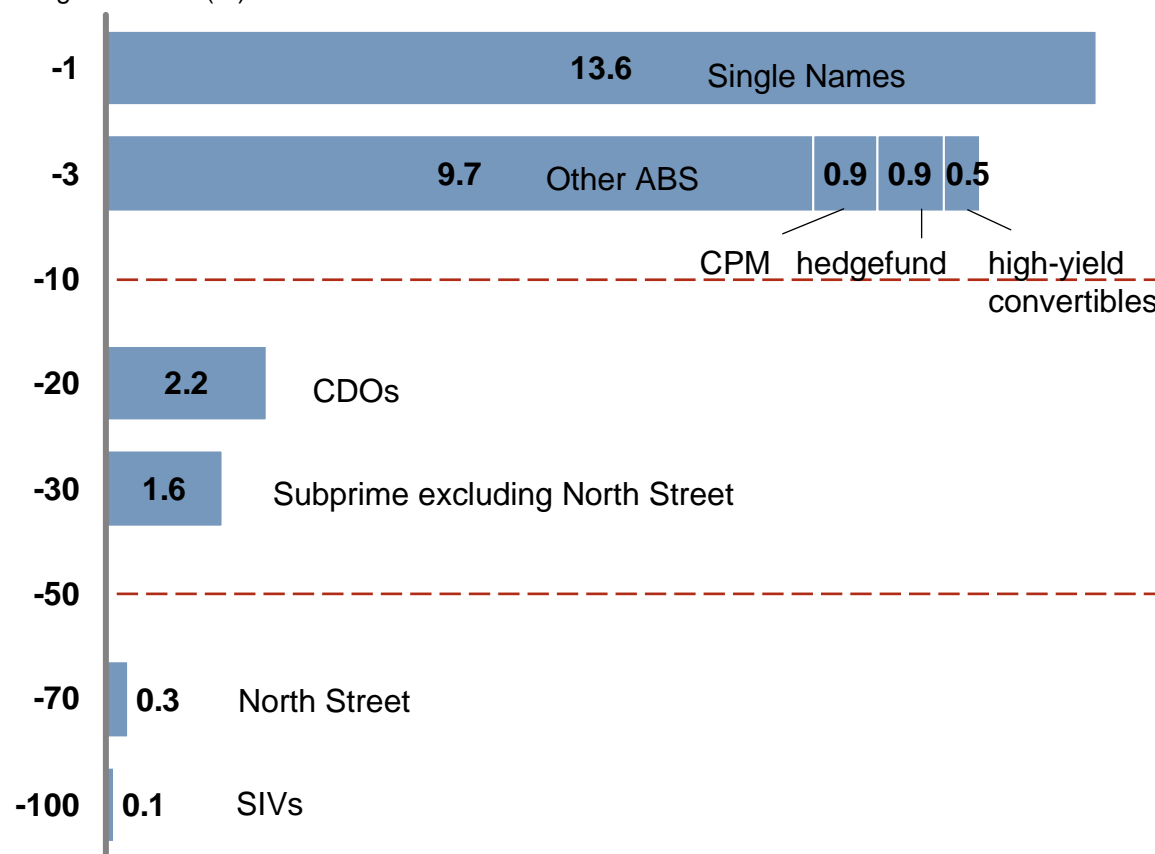 -1 13.6 Single Names
-3 9.7 Other ABS 0.9 0.9 0.5
CPM hedgefund high-yield
convertibles
-10
-20 2.2 CDOs
-30 1.6 Subprime excluding North Street
-50
-70 0.3 North Street
-100 0.1 SIVs